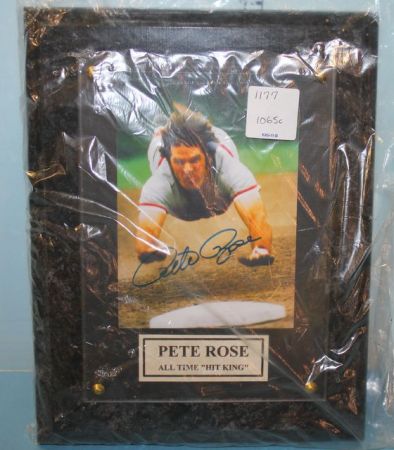 1177
1065c
Pete Rose
PETE ROSE
ALL TIME "HIT KING"